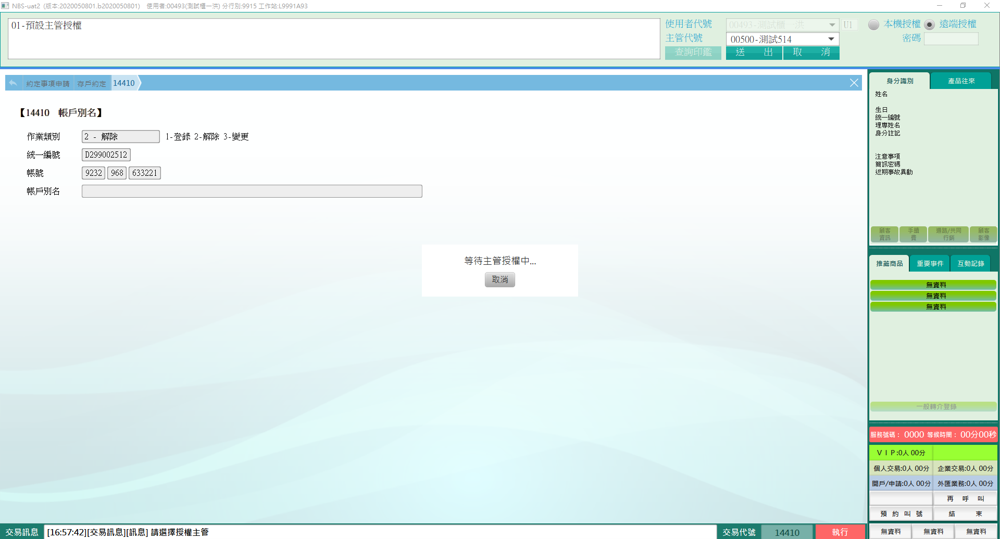 NBS-uat2 (版本:2020050801.b2020050801) 使用者:00493(測試櫃一洪) 分行別:9915 工作站:L9991A93
01-預設主管授權
使用者代號 00493-測試櫃一洪 U1 本機授權 遠端授權
主管代號 00500-測試514 密碼
查詢印鑑 送 出 取 消
約定事項申請 存戶約定 14410
【14410 帳戶別名】
作業類別 2 - 解除 1-登錄 2-解除 3-變更
統一編號 D299002512
帳號 9232 968 633221
帳戶別名
等待主管授權中...
取消
身分識別 產品往來
姓名
生日
統一編號
理專姓名
身分註記
注意事項
簡訊密碼
近期事故異動
顧客資訊 手續費 通路/共同行銷 顧客影像
推薦商品 重要事件 互動記錄
無資料
無資料
無資料
一般轉介登錄
服務號碼： 0000 等候時間： 00分00秒
ＶＩＰ:0人 00分
個人交易:0人 00分 企業交易:0人 00分
開戶/申請:0人 00分 外匯業務:0人 00分
再 呼 叫
預 約 叫 號 結 束
無資料 無資料 無資料
交易訊息 [16:57:42][交易訊息][訊息] 請選擇授權主管 交易代號 14410 執行